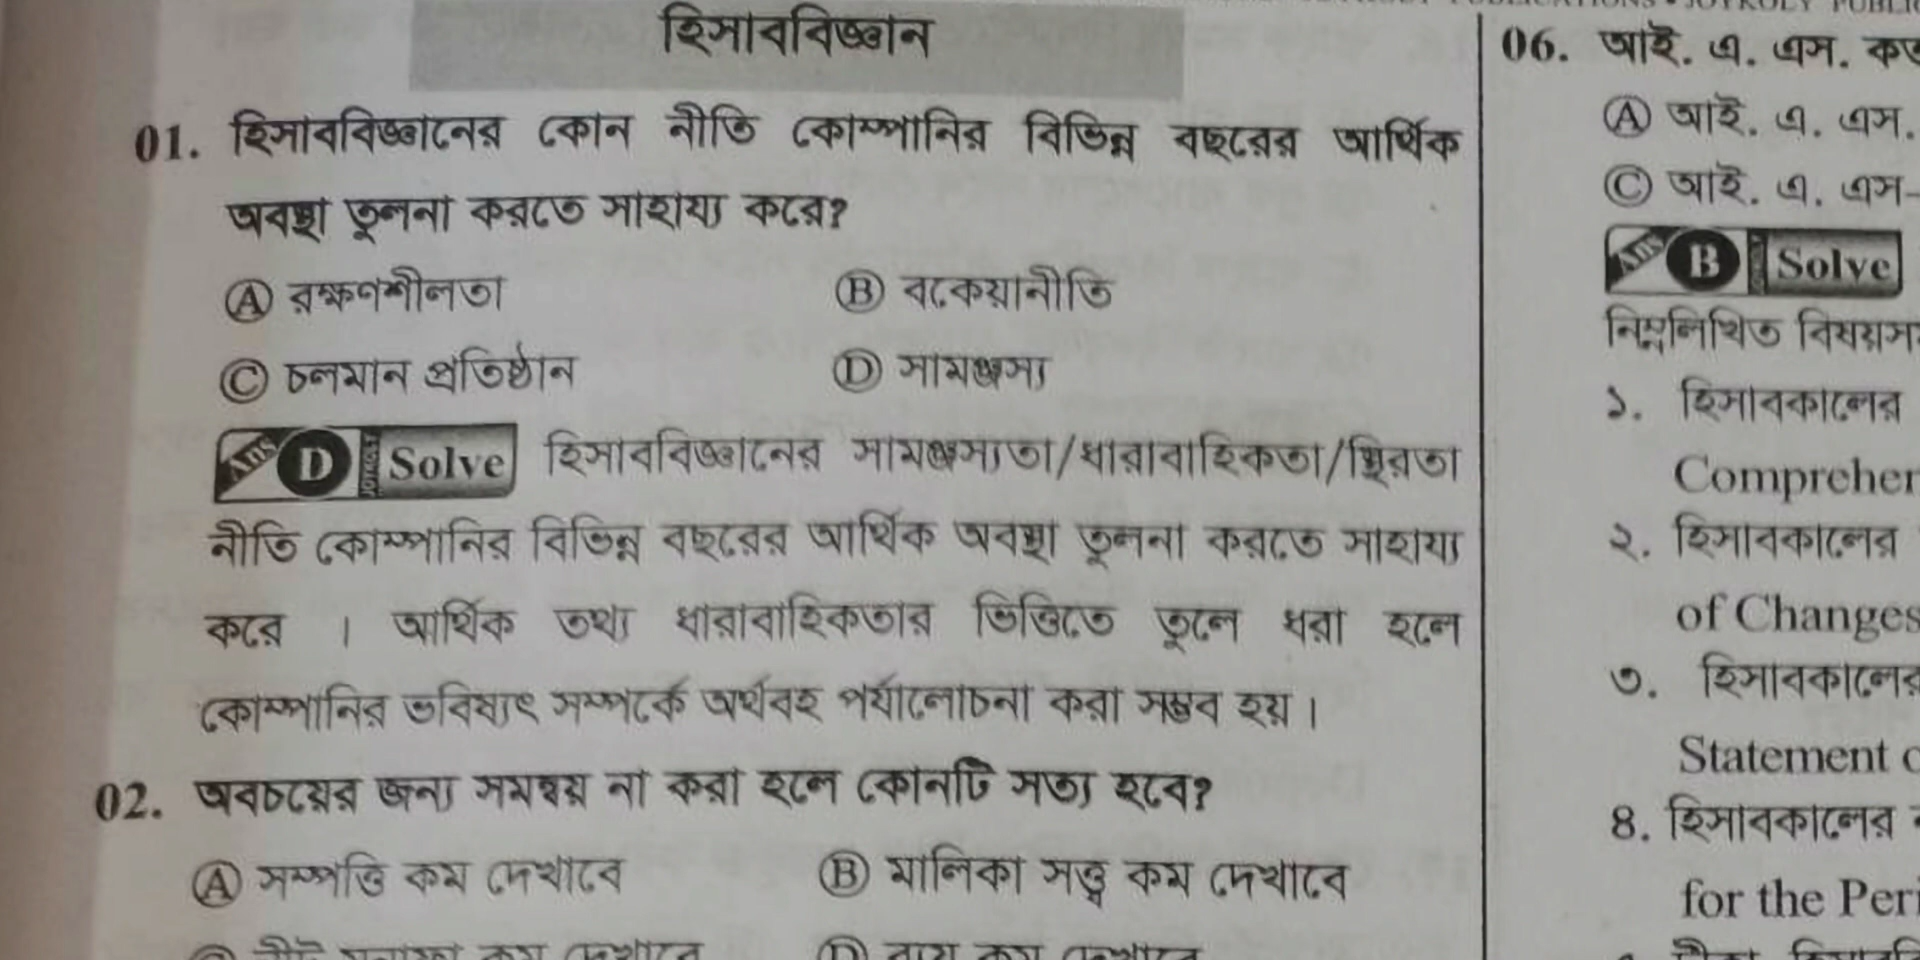 হিসাববিজ্ঞান
01. হিসাববিজ্ঞানের কোন নীতি কোম্পানির বিভিন্ন বছরের আর্থিক
অবস্থা তুলনা করতে সাহায্য করে?
Ⓐ রক্ষণশীলতা Ⓑ বকেয়ানীতি
Ⓒ চলমান প্রতিষ্ঠান Ⓓ সামঞ্জস্য
Ans D Solve হিসাববিজ্ঞানের সামঞ্জস্যতা/ধারাবাহিকতা/স্থিরতা
নীতি কোম্পানির বিভিন্ন বছরের আর্থিক অবস্থা তুলনা করতে সাহায্য
করে । আর্থিক তথ্য ধারাবাহিকতার ভিত্তিতে তুলে ধরা হলে
কোম্পানির ভবিষ্যৎ সম্পর্কে অর্থবহ পর্যালোচনা করা সম্ভব হয়।
02. অবচয়ের জন্য সমন্বয় না করা হলে কোনটি সত্য হবে?
Ⓐ সম্পত্তি কম দেখাবে Ⓑ মালিকা সত্ত্ব কম দেখাবে
06. আই. এ. এস.
Ⓐ আই. এ. এস.
Ⓒ আই. এ. এস-
Ans B Solve
নিম্নলিখিত
১. হিসাবকালের
২. হিসাবকালের
of Changes
৩. হিসাবকালের
Statement
৪. হিসাবকালের
for the